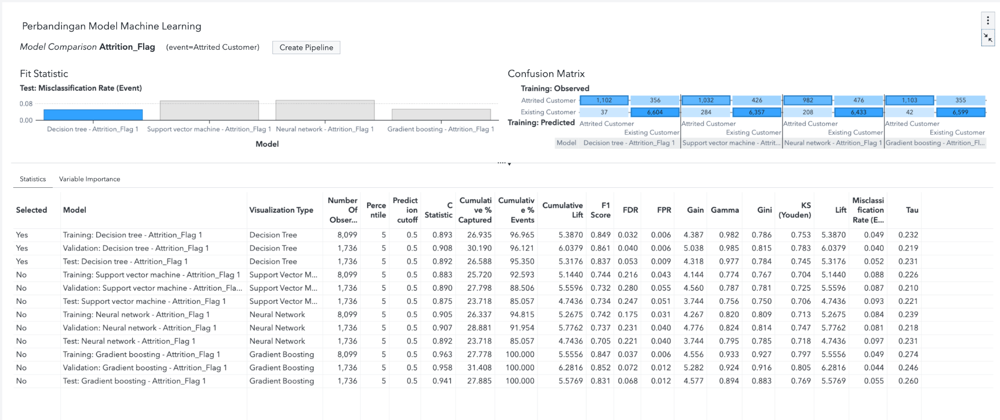 Perbandingan Model Machine Learning
Model Comparison Attrition_Flag (event=Attrited Customer) Create Pipeline
Fit Statistic
Test: Misclassification Rate (Event)
0.08
0.00
Decision tree - Attrition_Flag 1 Support vector machine - Attrition_Flag 1 Neural network - Attrition_Flag 1 Gradient boosting - Attrition_Flag 1
Model
Confusion Matrix
Training: Observed
Attrited Customer 1,102 356 1,032 426 982 476 1,103 355
Existing Customer 37 6,604 284 6,357 208 6,433 42 6,599
Training: Predicted Attrited Customer Attrited Customer Attrited Customer Attrited Customer
Existing Customer Existing Customer Existing Customer Existing Customer
Model Decision tree - Attrition_Flag 1 Support vector machine - Attrit... Neural network - Attrition_Flag 1 Gradient boosting - Attrition_Fl...
Statistics Variable Importance
Selected Model Visualization Type Number Of Obser... Perce ntile Predict ion cutoff C Statistic Cumulati ve % Captured Cumulativ e % Events Cumulative Lift F1 Score FDR FPR Gain Gamma Gini KS (Youden) Lift Misclassi fication Rate (E... Tau
Yes Training: Decision tree - Attrition_Flag 1 Decision Tree 8,099 5 0.5 0.893 26.935 96.965 5.3870 0.849 0.032 0.006 4.387 0.982 0.786 0.753 5.3870 0.049 0.232
Yes Validation: Decision tree - Attrition_Flag 1 Decision Tree 1,736 5 0.5 0.908 30.190 96.121 6.0379 0.861 0.040 0.006 5.038 0.985 0.815 0.783 6.0379 0.040 0.219
Yes Test: Decision tree - Attrition_Flag 1 Decision Tree 1,736 5 0.5 0.892 26.588 95.350 5.3176 0.837 0.053 0.009 4.318 0.977 0.784 0.745 5.3176 0.052 0.231
No Training: Support vector machine - Attrition_Flag 1 Support Vector M... 8,099 5 0.5 0.883 25.720 92.593 5.1440 0.744 0.216 0.043 4.144 0.774 0.767 0.704 5.1440 0.088 0.226
No Validation: Support vector machine - Attrition_Fla... Support Vector M... 1,736 5 0.5 0.890 27.798 88.506 5.5596 0.732 0.280 0.055 4.560 0.787 0.781 0.725 5.5596 0.087 0.210
No Test: Support vector machine - Attrition_Flag 1 Support Vector M... 1,736 5 0.5 0.875 23.718 85.057 4.7436 0.734 0.247 0.051 3.744 0.756 0.750 0.706 4.7436 0.093 0.221
No Training: Neural network - Attrition_Flag 1 Neural Network 8,099 5 0.5 0.905 26.337 94.815 5.2675 0.742 0.175 0.031 4.267 0.820 0.809 0.713 5.2675 0.084 0.239
No Validation: Neural network - Attrition_Flag 1 Neural Network 1,736 5 0.5 0.907 28.881 91.954 5.7762 0.737 0.231 0.040 4.776 0.824 0.814 0.747 5.7762 0.081 0.218
No Test: Neural network - Attrition_Flag 1 Neural Network 1,736 5 0.5 0.892 23.718 85.057 4.7436 0.705 0.221 0.040 3.744 0.795 0.785 0.718 4.7436 0.097 0.231
No Training: Gradient boosting - Attrition_Flag 1 Gradient Boosting 8,099 5 0.5 0.963 27.778 100.000 5.5556 0.847 0.037 0.006 4.556 0.933 0.927 0.797 5.5556 0.049 0.274
No Validation: Gradient boosting - Attrition_Flag 1 Gradient Boosting 1,736 5 0.5 0.958 31.408 100.000 6.2816 0.852 0.072 0.012 5.282 0.924 0.916 0.805 6.2816 0.044 0.246
No Test: Gradient boosting - Attrition_Flag 1 Gradient Boosting 1,736 5 0.5 0.941 27.885 100.000 5.5769 0.831 0.068 0.012 4.577 0.894 0.883 0.769 5.5769 0.055 0.260